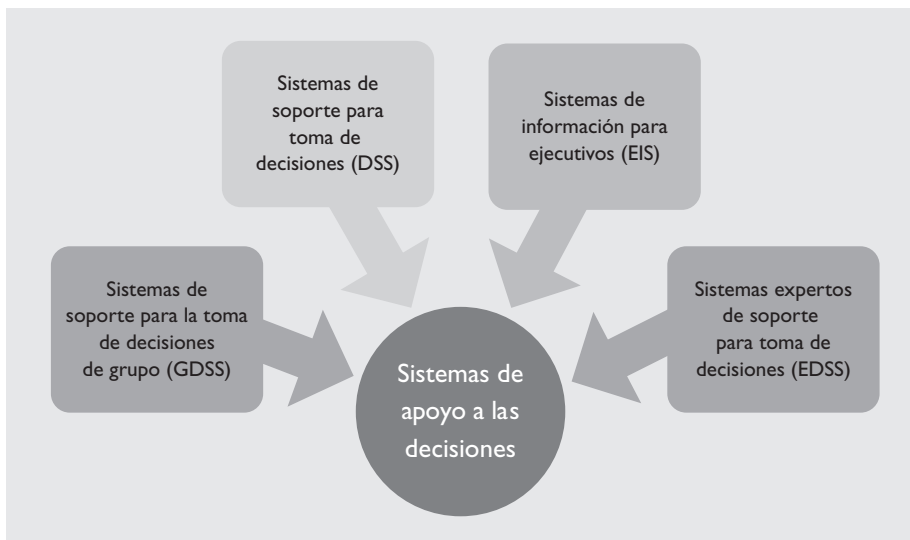 Sistemas de
soporte para
toma de
decisiones (DSS)
Sistemas de
información para
ejecutivos (EIS)
Sistemas de
soporte para la toma
de decisiones
de grupo (GDSS)
Sistemas expertos
de soporte
para toma de
decisiones (EDSS)
Sistemas de
apoyo a las
decisiones